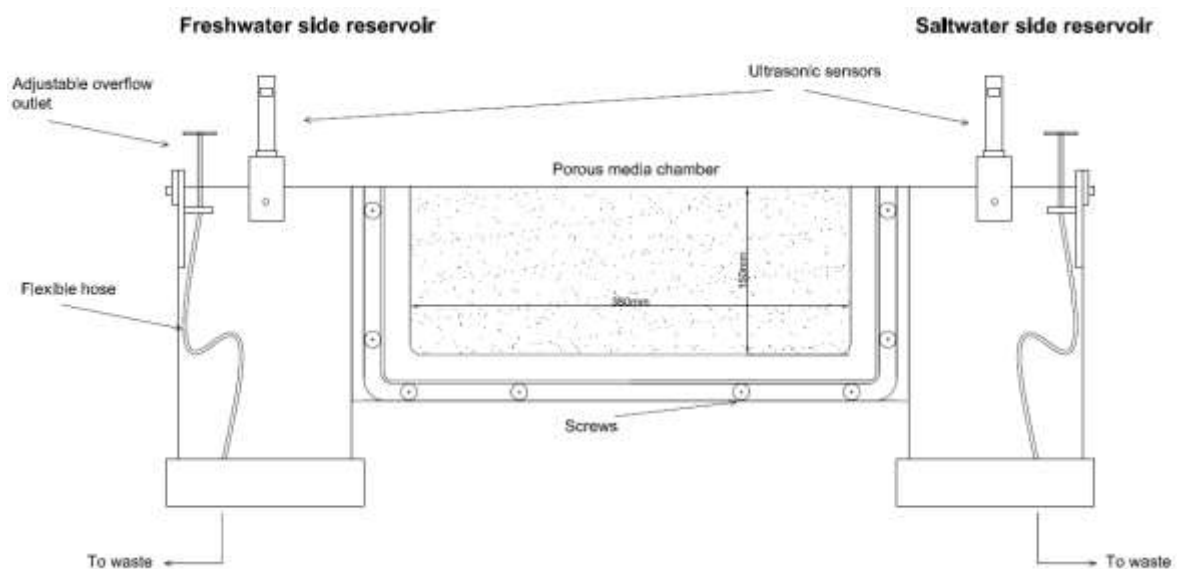 Freshwater side reservoir
Saltwater side reservoir
Adjustable overflow
outlet
Ultrasonic sensors
Porous media chamber
Flexible hose
380mm
Screws
To waste
To waste